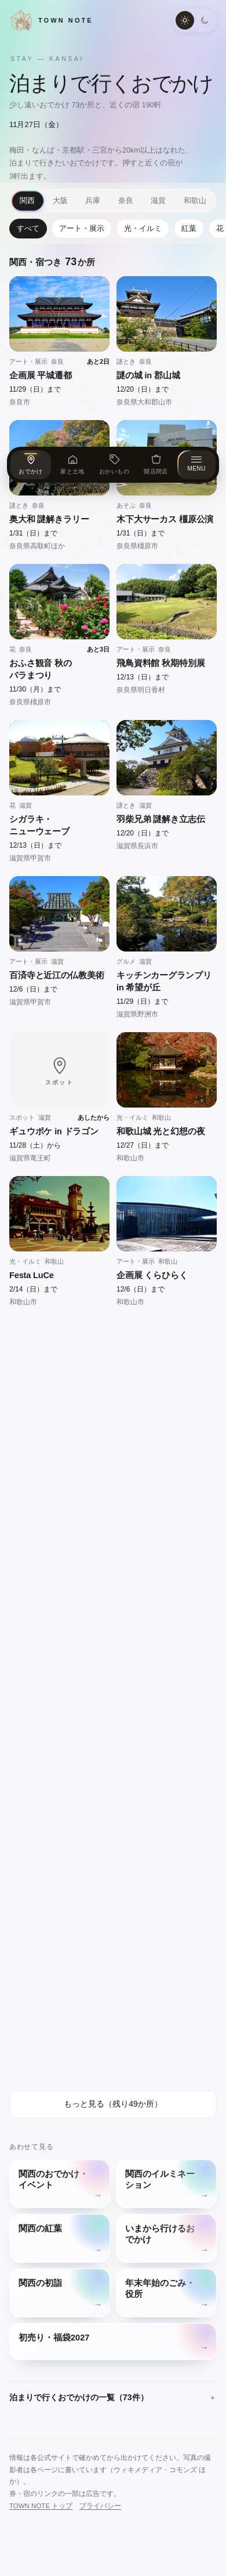 TOWN NOTE
STAY — KANSAI
泊まりで行くおでかけ
少し遠いおでかけ 73か所と、近くの宿 190軒
11月27日（金）
梅田・なんば・京都駅・三宮から20km以上はなれた、
泊まりで行きたいおでかけです。押すと近くの宿が
3軒出ます。
関西 大阪 兵庫 奈良 滋賀 和歌山
すべて アート・展示 光・イルミ 紅葉 花
関西・宿つき 73か所
アート・展示 奈良 あと2日
企画展 平城遷都
11/29（日）まで
奈良市
謎とき 奈良
謎の城 in 郡山城
12/20（日）まで
奈良県大和郡山市
おでかけ 家と土地 おかいもの 開店閉店 MENU
謎とき 奈良
奥大和 謎解きラリー
1/31（日）まで
奈良県高取町ほか
あそぶ 奈良
木下大サーカス 橿原公演
1/31（日）まで
奈良県橿原市
花 奈良 あと3日
おふさ観音 秋の
バラまつり
11/30（月）まで
奈良県橿原市
アート・展示 奈良
飛鳥資料館 秋期特別展
12/13（日）まで
奈良県明日香村
花 滋賀
シガラキ・
ニューウェーブ
12/13（日）まで
滋賀県甲賀市
謎とき 滋賀
羽柴兄弟 謎解き立志伝
12/20（日）まで
滋賀県長浜市
アート・展示 滋賀
百済寺と近江の仏教美術
12/6（日）まで
滋賀県甲賀市
グルメ 滋賀
キッチンカーグランプリ
in 希望が丘
11/29（日）まで
滋賀県野洲市
スポット
スポット 滋賀 あしたから
ギュウポケ in ドラゴン
11/28（土）から
滋賀県竜王町
光・イルミ 和歌山
和歌山城 光と幻想の夜
12/27（日）まで
和歌山市
光・イルミ 和歌山
Festa LuCe
2/14（日）まで
和歌山市
アート・展示 和歌山
企画展 くらひらく
12/6（日）まで
和歌山市
もっと見る（残り49か所）
あわせて見る
関西のおでかけ・
イベント
→
関西のイルミネー
ション
→
関西の紅葉
→
いまから行けるお
でかけ
→
関西の初詣
→
年末年始のごみ・
役所
→
初売り・福袋2027
→
泊まりで行くおでかけの一覧（73件） +
情報は各公式サイトで確かめてから出かけてください。写真の撮
影者は各ページに書いています（ウィキメディア・コモンズ ほ
か）。
券・宿のリンクの一部は広告です。
TOWN NOTE トップ プライバシー